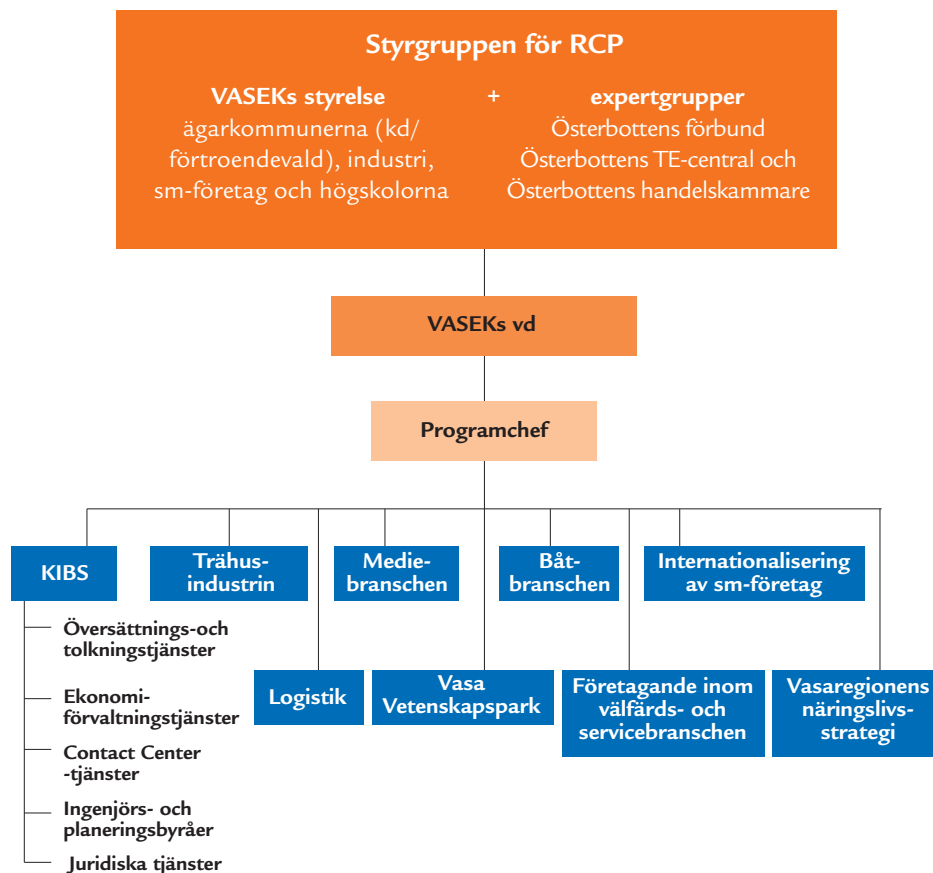 Styrgruppen för RCP
VASEKs styrelse + expertgrupper
ägarkommunerna (kd/
förtroendevald), industri,
sm-företag och högskolorna
Österbottens förbund
Österbottens TE-central och
Österbottens handelskammare
VASEKs vd
Programchef
KIBS
Trähus-
industrin
Medie-
branschen
Båt-
branschen
Internationalisering
av sm-företag
Översättnings-och
tolkningstjänster
Ekonomi-
förvaltningstjänster
Contact Center
-tjänster
Ingenjörs- och
planeringsbyråer
Juridiska tjänster
Logistik
Vasa
Vetenskapspark
Företagande inom
välfärds- och
servicebranschen
Vasaregionens
näringslivs-
strategi